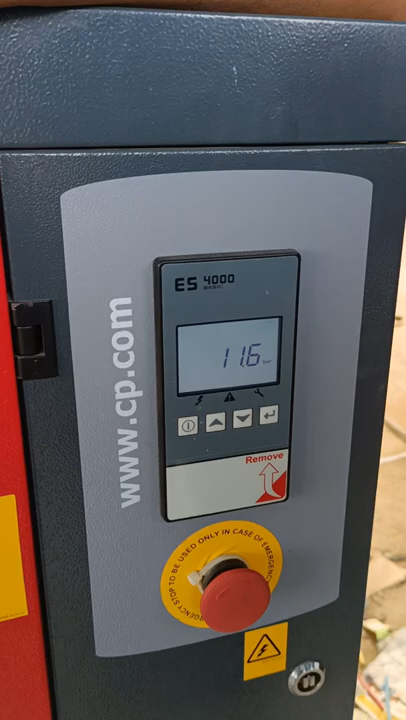 ES 4000
BASIC
11.6 bar
www.cp.com
Remove
EMERGENCY STOP TO BE USED ONLY IN CASE OF EMERGENCY